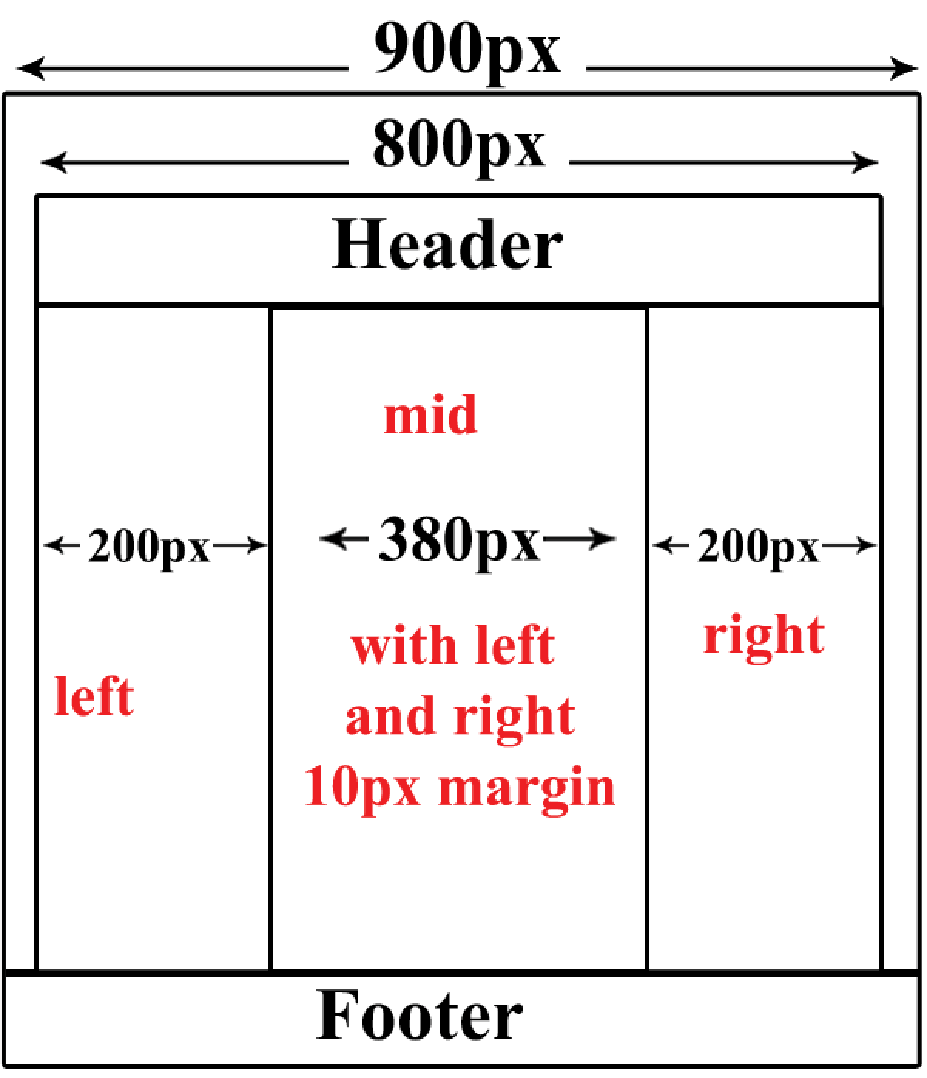 900px
800px
Header
mid
200px
380px
200px
with left
and right
10px margin
right
left
Footer